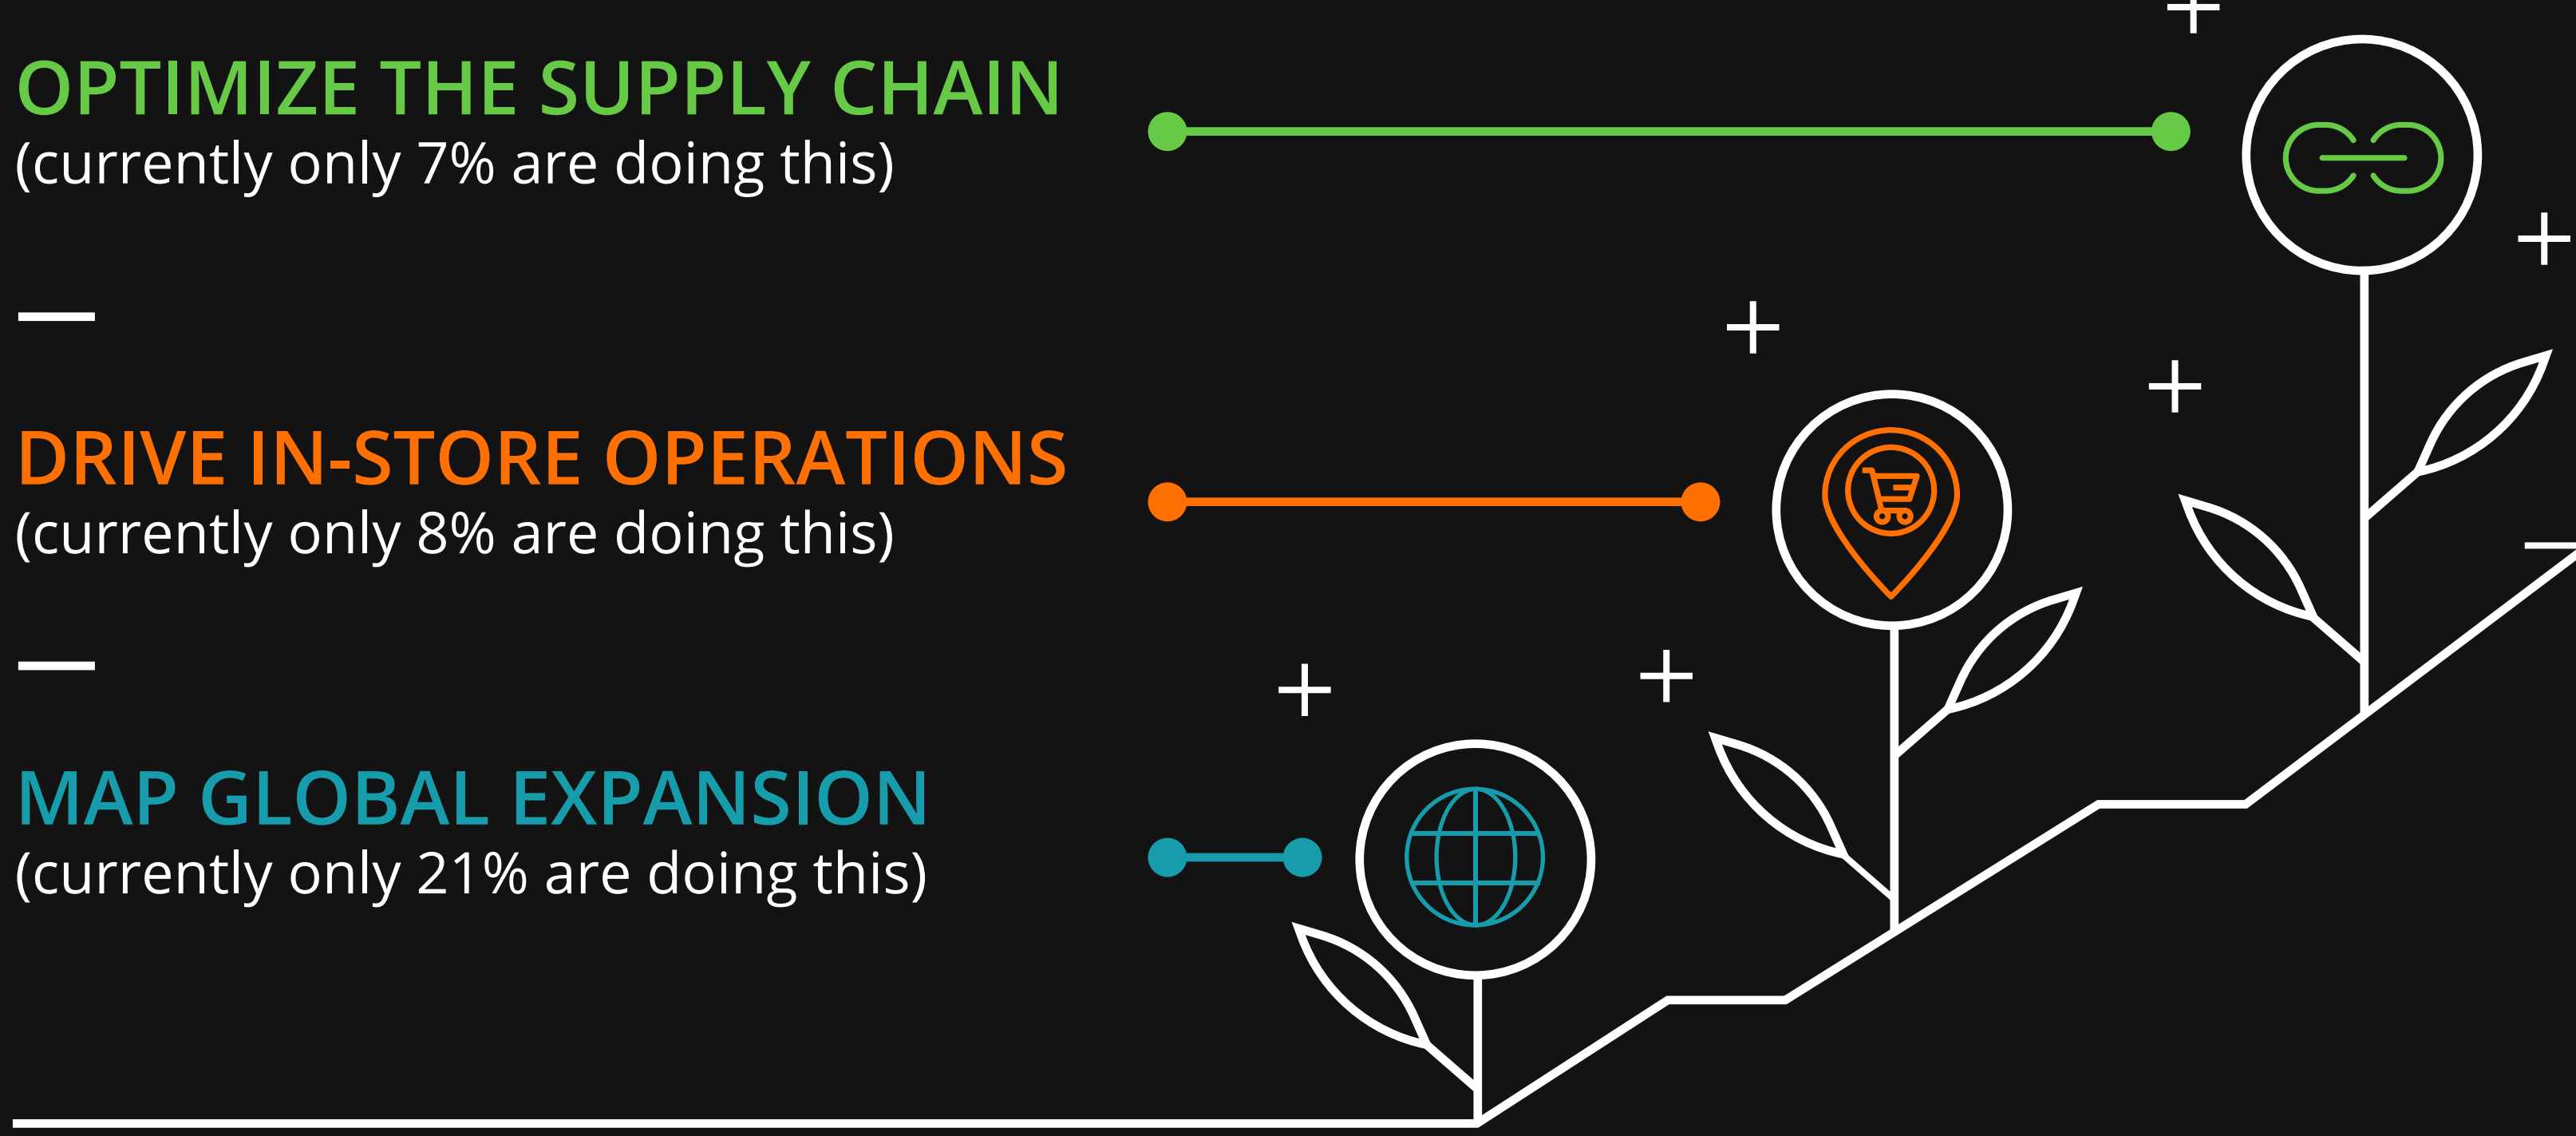 OPTIMIZE THE SUPPLY CHAIN
(currently only 7% are doing this)
DRIVE IN-STORE OPERATIONS
(currently only 8% are doing this)
MAP GLOBAL EXPANSION
(currently only 21% are doing this)